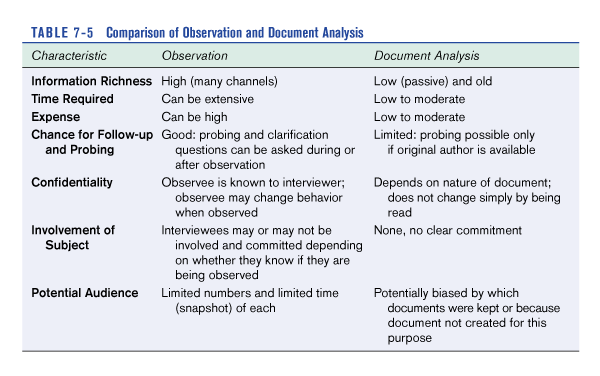 TABLE 7-5 Comparison of Observation and Document Analysis
Characteristic Observation Document Analysis
Information Richness High (many channels) Low (passive) and old
Time Required Can be extensive Low to moderate
Expense Can be high Low to moderate
Chance for Follow-up Good: probing and clarification Limited: probing possible only
and Probing questions can be asked during or if original author is available
after observation
Confidentiality Observee is known to interviewer; Depends on nature of document;
observee may change behavior does not change simply by being
when observed read
Involvement of Interviewees may or may not be None, no clear commitment
Subject involved and committed depending
on whether they know if they are
being observed
Potential Audience Limited numbers and limited time Potentially biased by which
(snapshot) of each documents were kept or because
document not created for this
purpose